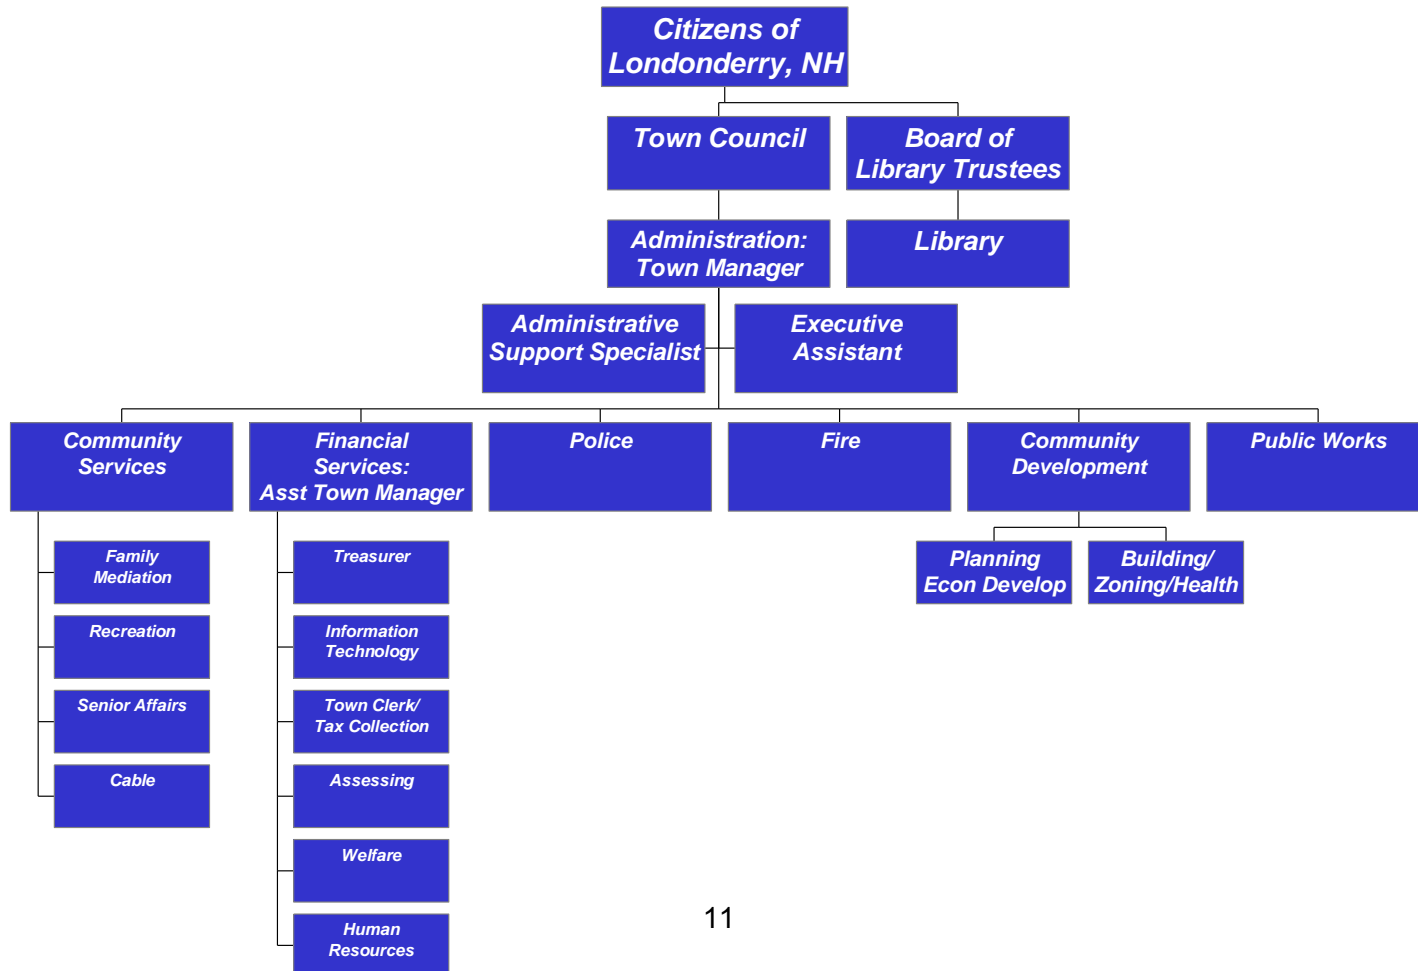 Citizens of
Londonderry, NH
Town Council
Board of
Library Trustees
Administration:
Town Manager
Library
Administrative
Support Specialist
Executive
Assistant
Community
Services
Financial
Services:
Asst Town Manager
Police
Fire
Community
Development
Public Works
Family
Mediation
Recreation
Senior Affairs
Cable
Treasurer
Information
Technology
Town Clerk/
Tax Collection
Assessing
Welfare
Human
Resources
Planning
Econ Develop
Building/
Zoning/Health
11